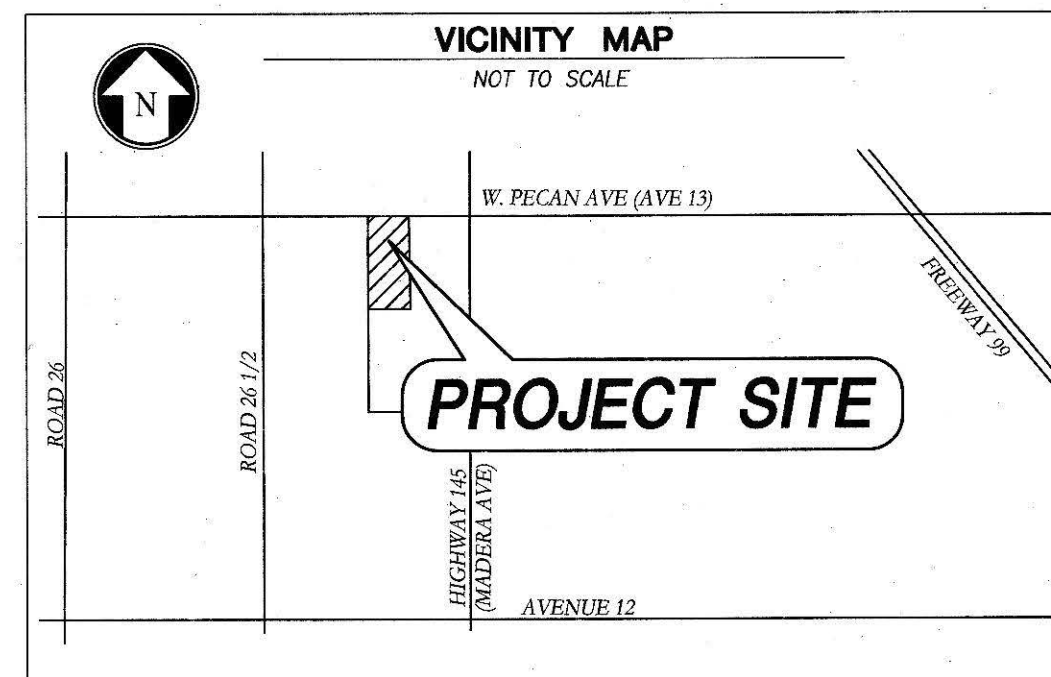 VICINITY MAP
NOT TO SCALE
N
W. PECAN AVE (AVE 13)
FREEWAY 99
ROAD 26
ROAD 26 1/2
PROJECT SITE
HIGHWAY 145
(MADERA AVE)
AVENUE 12